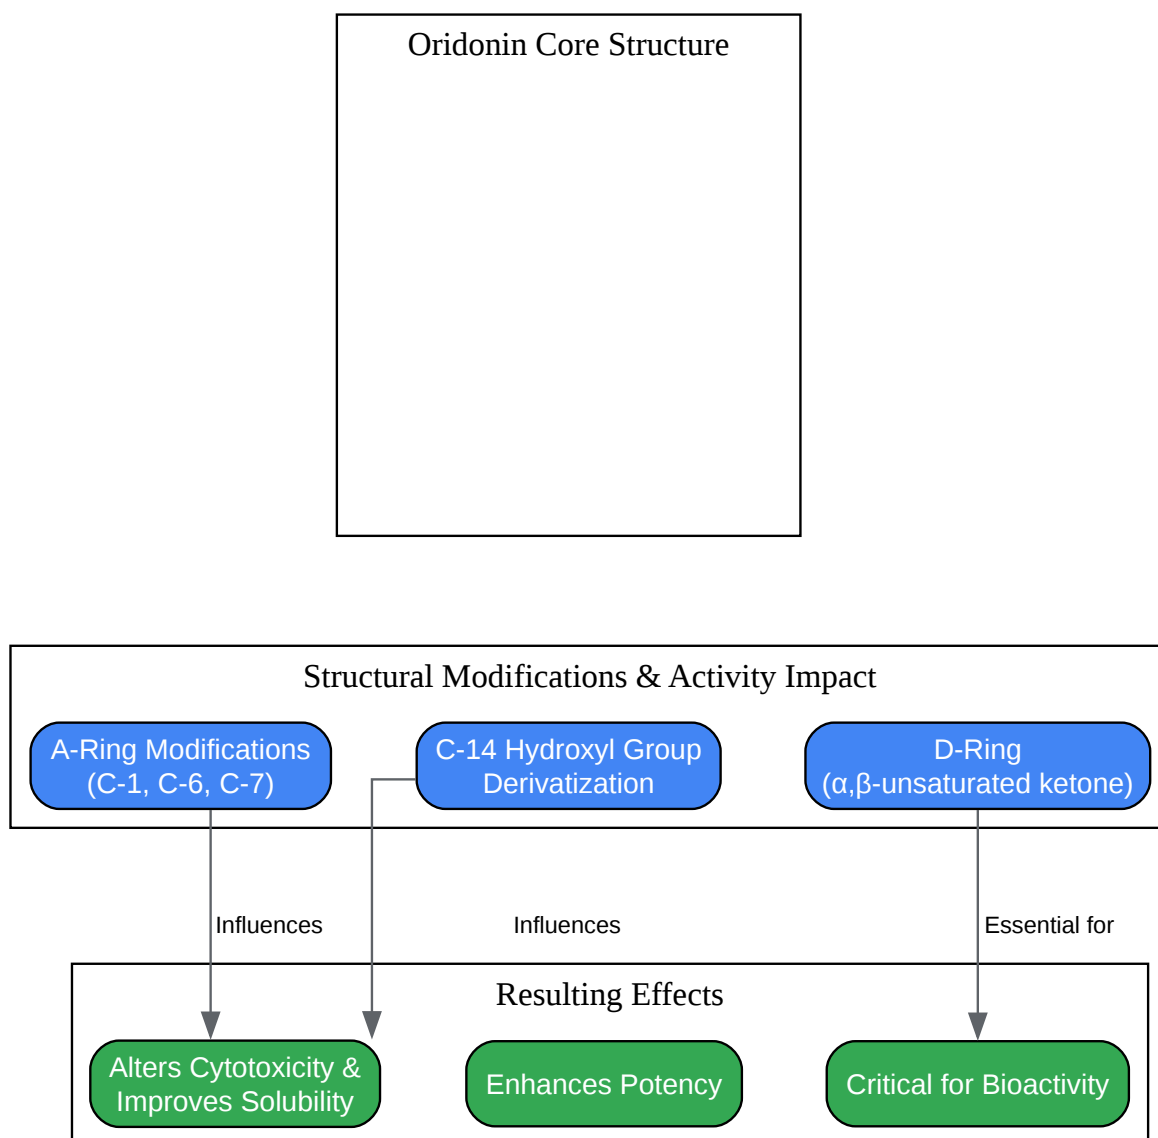 Oridonin Core Structure
Structural Modifications & Activity Impact
A-Ring Modifications
(C-1, C-6, C-7)
C-14 Hydroxyl Group
Derivatization
D-Ring
(α,β-unsaturated ketone)
Influences
Influences
Essential for
Resulting Effects
Alters Cytotoxicity &
Improves Solubility
Enhances Potency
Critical for Bioactivity